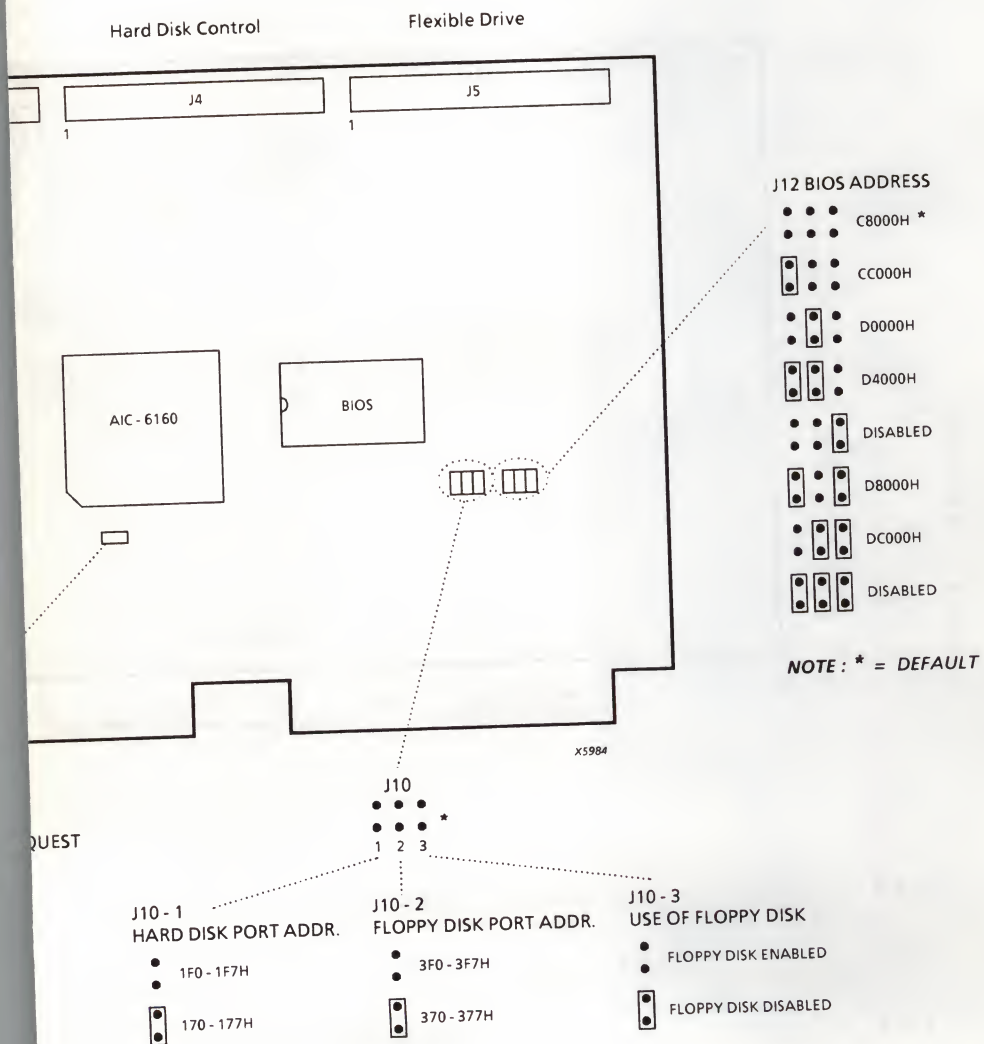 Hard Disk Control
Flexible Drive
J4
J5
1
1
J12 BIOS ADDRESS
C8000H *
CC000H
D0000H
D4000H
DISABLED
D8000H
DC000H
DISABLED
NOTE : * = DEFAULT
AIC - 6160
BIOS
X5984
J10
*
1 2 3
QUEST
J10 - 1
HARD DISK PORT ADDR.
1F0 - 1F7H
170 - 177H
J10 - 2
FLOPPY DISK PORT ADDR.
3F0 - 3F7H
370 - 377H
J10 - 3
USE OF FLOPPY DISK
FLOPPY DISK ENABLED
FLOPPY DISK DISABLED